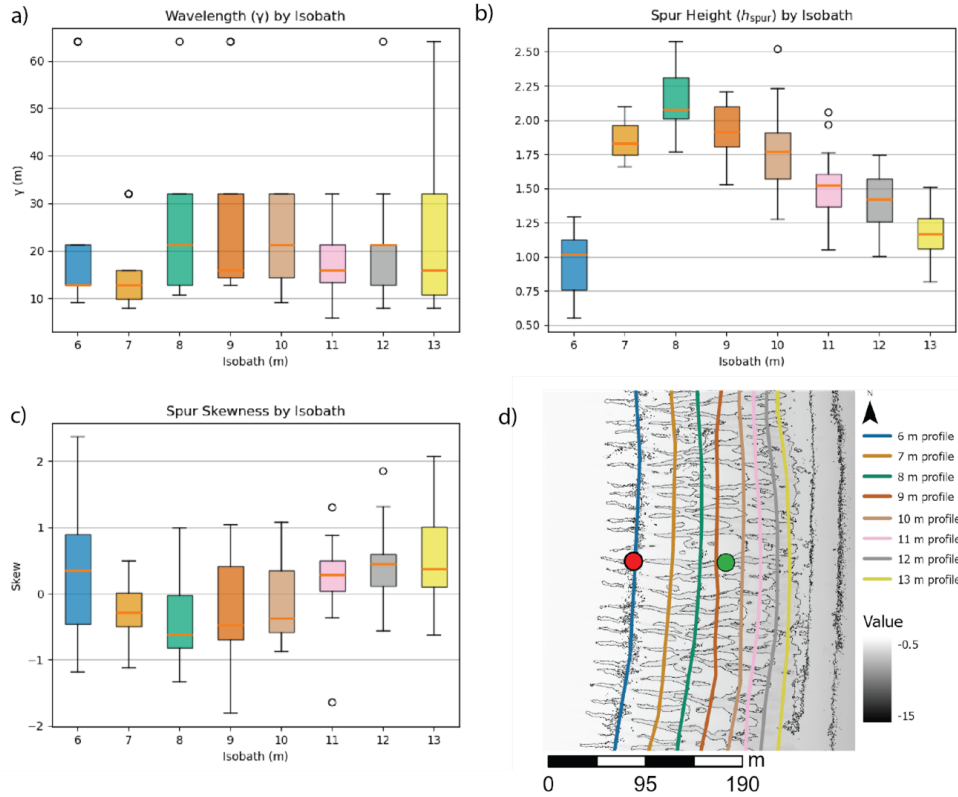 a)
Wavelength (γ) by Isobath
60
50
40
30
20
10
γ (m)
6 7 8 9 10 11 12 13
Isobath (m)
b)
Spur Height (hspur) by Isobath
2.50
2.25
2.00
1.75
1.50
1.25
1.00
0.75
0.50
6 7 8 9 10 11 12 13
Isobath (m)
c)
Spur Skewness by Isobath
2
1
0
−1
−2
Skew
6 7 8 9 10 11 12 13
Isobath (m)
d)
N
6 m profile
7 m profile
8 m profile
9 m profile
10 m profile
11 m profile
12 m profile
13 m profile
Value
-0.5
-15
m
0 95 190